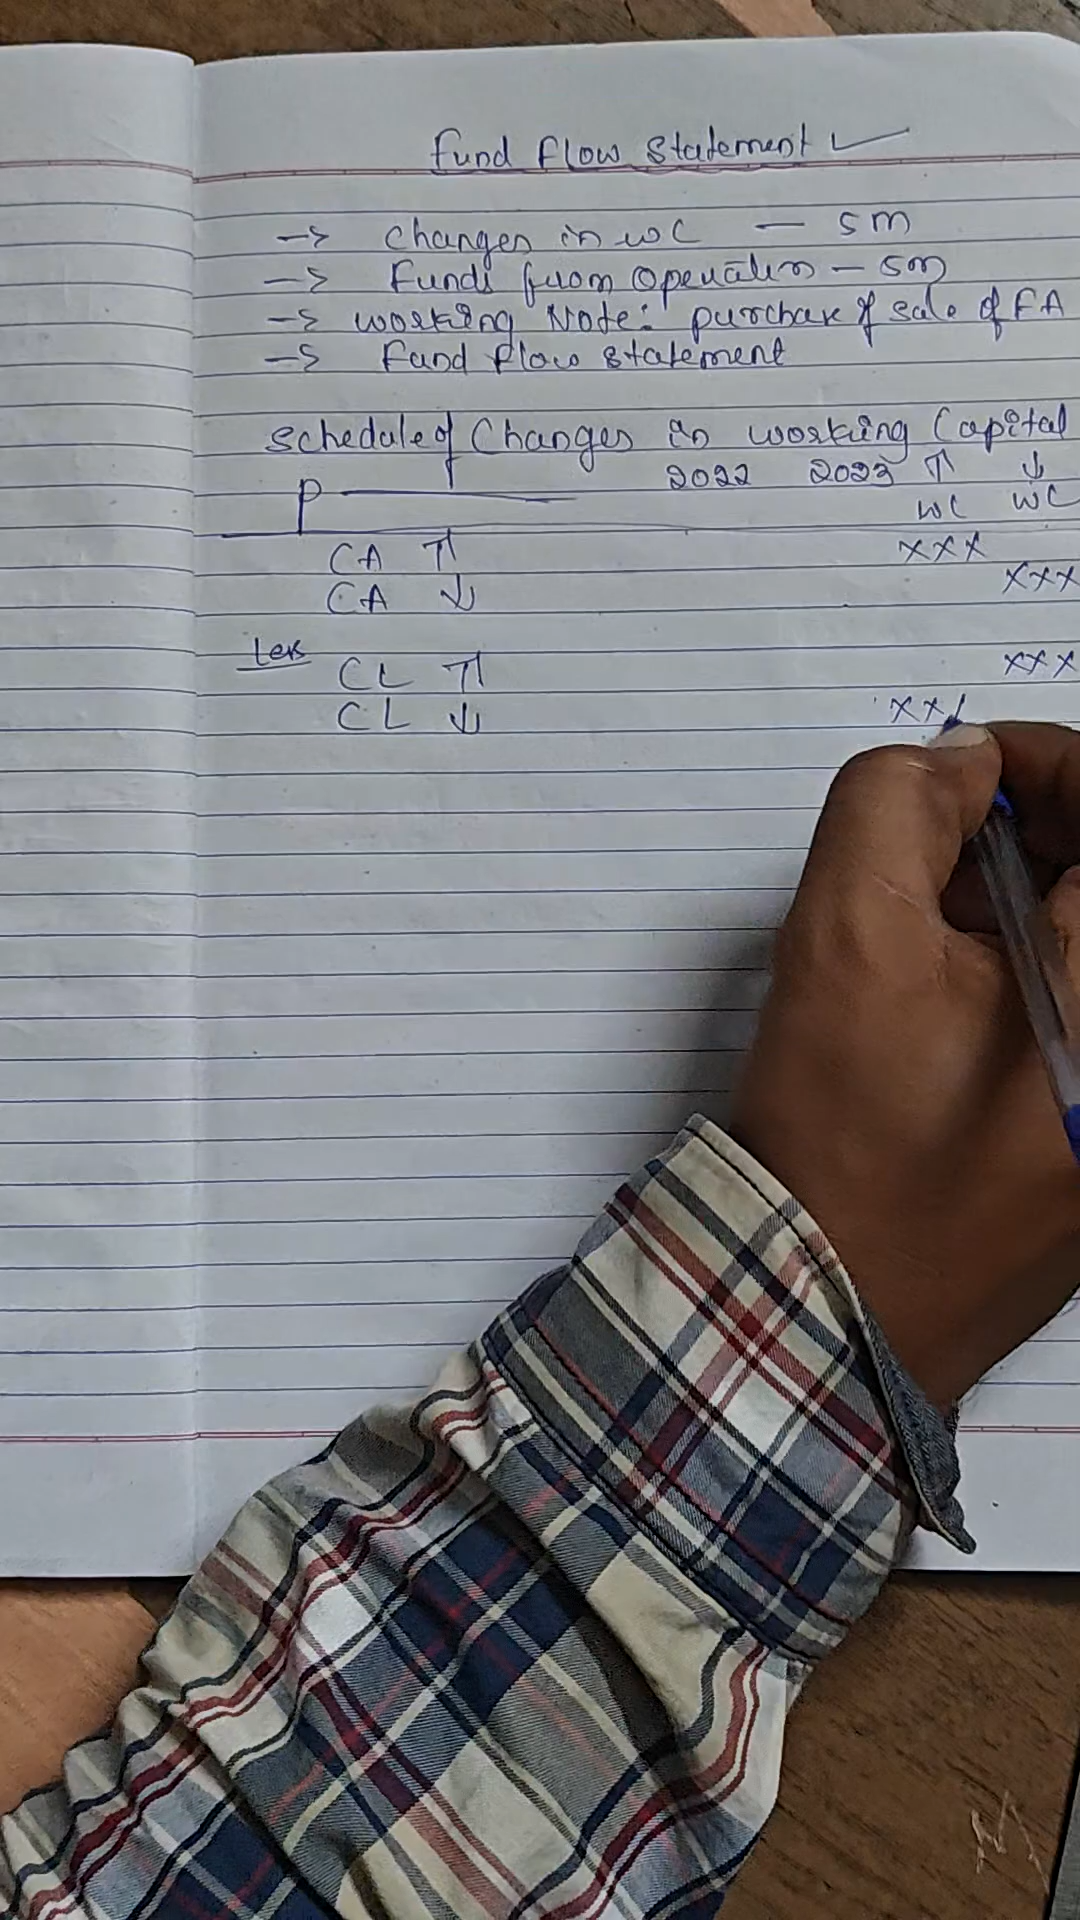 Fund Flow Statement ✓
→ Changes in WC — 5M
→ Funds from Operation – 5M
→ Working Note: purchase & sale of FA
→ Fund Flow Statement
Schedule of Changes in Working Capital
P 2022 2023 ↑ WC ↓ WC
CA ↑ xxx
CA ↓ xxx
Less
CL ↑ xxx
CL ↓ xx